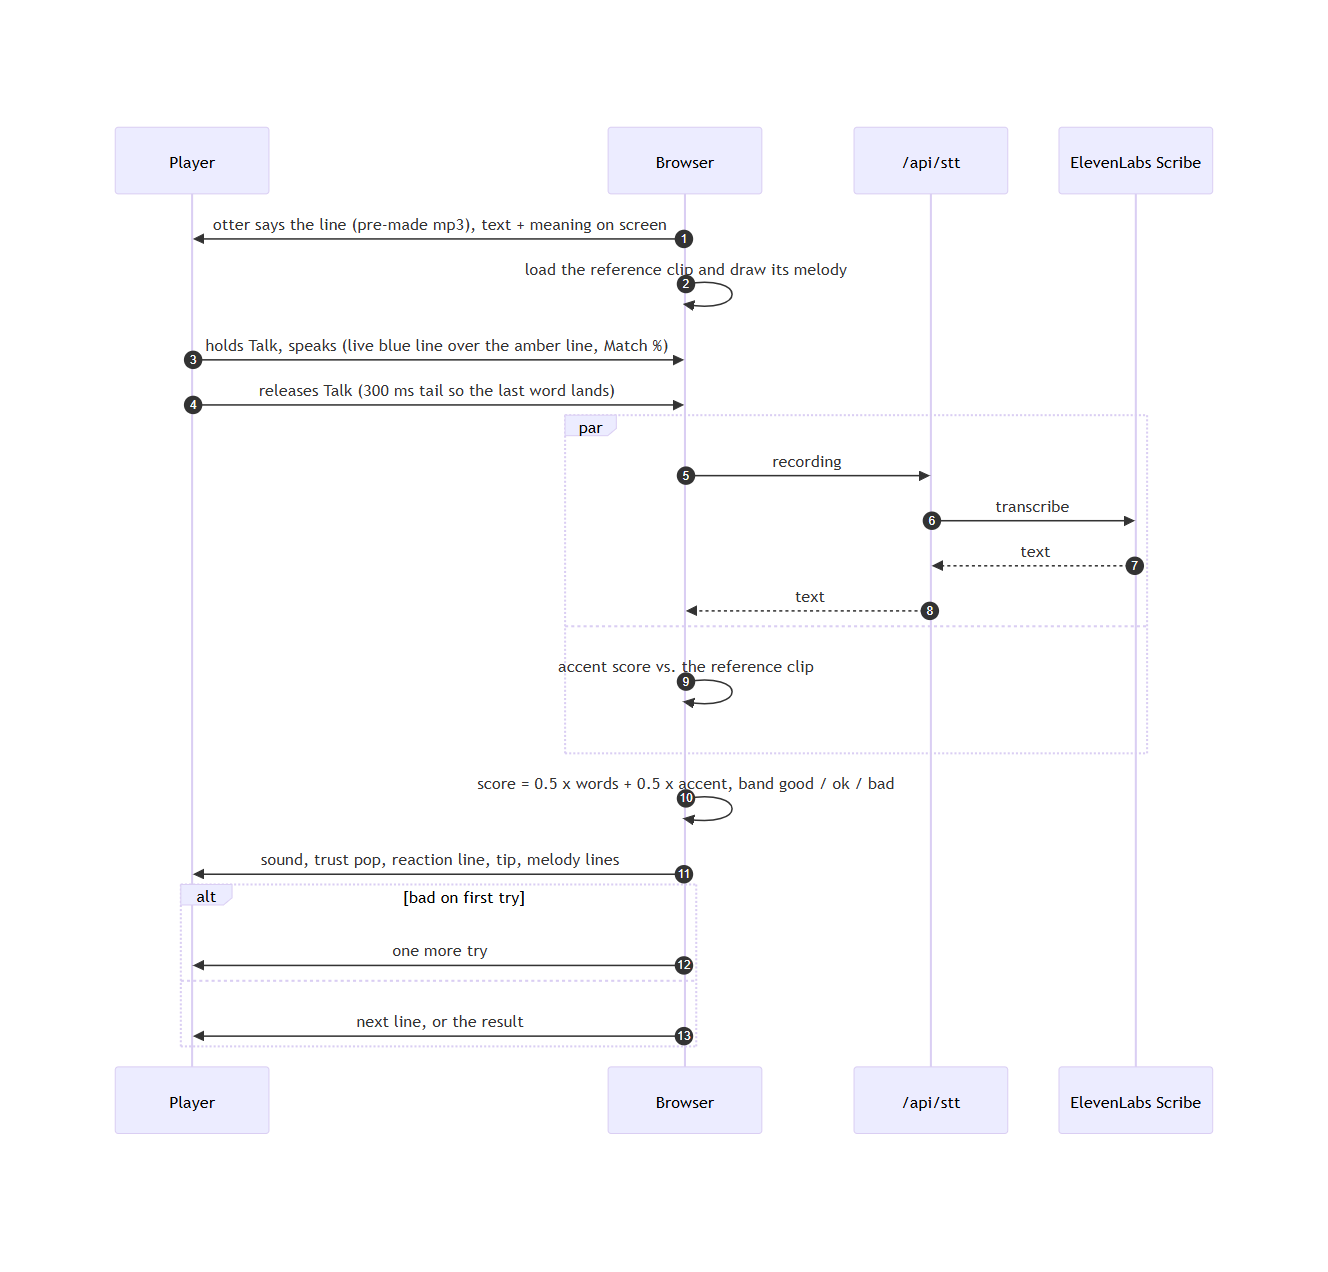 Player
Browser
/api/stt
ElevenLabs Scribe
otter says the line (pre-made mp3), text + meaning on screen
1
load the reference clip and draw its melody
2
holds Talk, speaks (live blue line over the amber line, Match %)
3
releases Talk (300 ms tail so the last word lands)
4
par
recording
5
transcribe
6
text
7
text
8
accent score vs. the reference clip
9
score = 0.5 x words + 0.5 x accent, band good / ok / bad
10
sound, trust pop, reaction line, tip, melody lines
11
alt
[bad on first try]
one more try
12
next line, or the result
13
Player
Browser
/api/stt
ElevenLabs Scribe